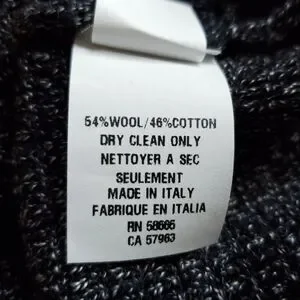 54%WOOL/46%COTTON
DRY CLEAN ONLY
NETTOYER A SEC
SEULEMENT
MADE IN ITALY
FABRIQUE EN ITALIA
RN 58665
CA 57963